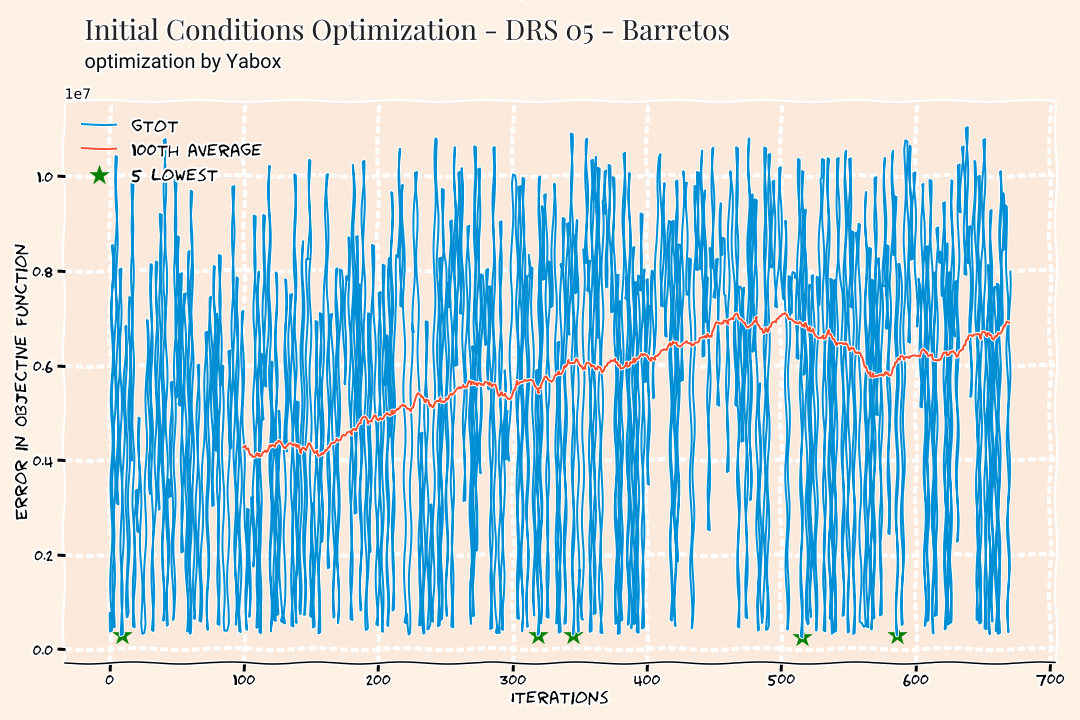 Initial Conditions Optimization - DRS 05 - Barretos
optimization by Yabox
1e7
GTOT
100TH AVERAGE
5 LOWEST
1.0
0.8
0.6
0.4
0.2
0.0
ERROR IN OBJECTIVE FUNCTION
0 100 200 300 400 500 600 700
ITERATIONS